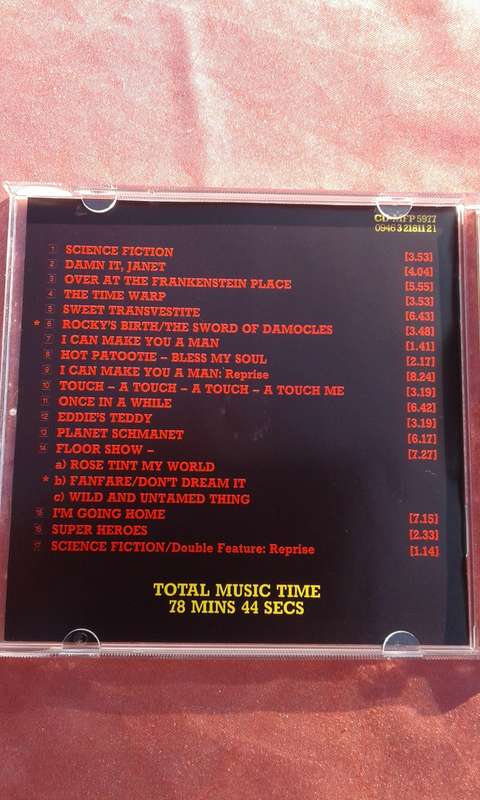 CD-MFP 5977
0946 3 21811 2 1
1 SCIENCE FICTION [3.53]
2 DAMN IT, JANET [4.04]
3 OVER AT THE FRANKENSTEIN PLACE [5.55]
4 THE TIME WARP [3.53]
5 SWEET TRANSVESTITE [6.43]
* 6 ROCKY'S BIRTH/THE SWORD OF DAMOCLES [3.48]
7 I CAN MAKE YOU A MAN [1.41]
8 HOT PATOOTIE – BLESS MY SOUL [2.17]
9 I CAN MAKE YOU A MAN: Reprise [8.24]
10 TOUCH – A TOUCH – A TOUCH – A TOUCH ME [3.19]
11 ONCE IN A WHILE [6.42]
12 EDDIE'S TEDDY [3.19]
13 PLANET SCHMANET [6.17]
14 FLOOR SHOW – [7.27]
a) ROSE TINT MY WORLD
* b) FANFARE/DON'T DREAM IT
c) WILD AND UNTAMED THING
15 I'M GOING HOME [7.15]
16 SUPER HEROES [2.33]
17 SCIENCE FICTION/Double Feature: Reprise [1.14]
TOTAL MUSIC TIME
78 MINS 44 SECS